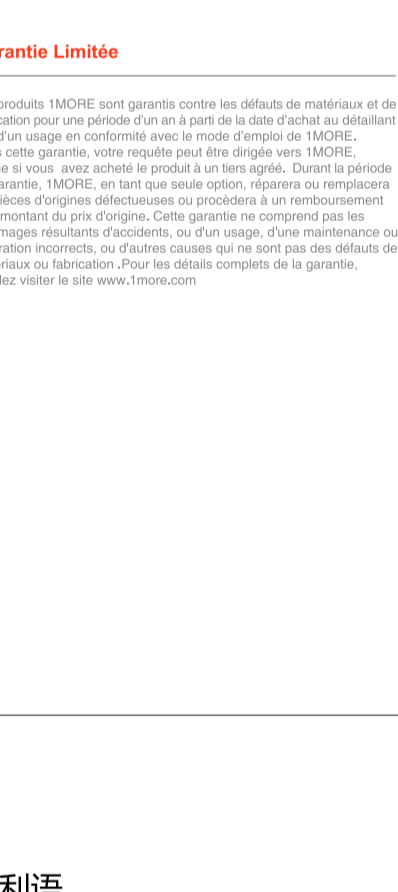 rantie Limitée
produits 1MORE sont garantis contre les défauts de matériaux et de
cation pour une période d'un an à parti de la date d'achat au détaillant
d'un usage en conformité avec le mode d'emploi de 1MORE.
s cette garantie, votre requête peut être dirigée vers 1MORE,
e si vous avez acheté le produit à un tiers agréé. Durant la période
arantie, 1MORE, en tant que seule option, réparera ou remplacera
ièces d'origines défectueuses ou procèdera à un remboursement
montant du prix d'origine. Cette garantie ne comprend pas les
mages résultants d'accidents, ou d'un usage, d'une maintenance ou
ration incorrects, ou d'autres causes qui ne sont pas des défauts de
riaux ou fabrication .Pour les détails complets de la garantie,
lez visiter le site www.1more.com
利语